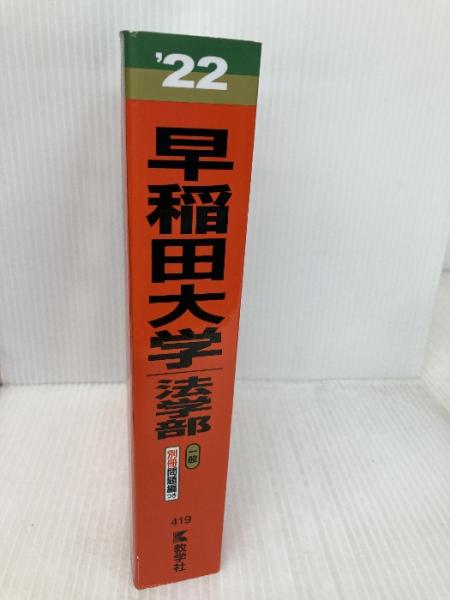 '22
早稲田大学
法学部
一般
別冊問題編つき
419
教学社